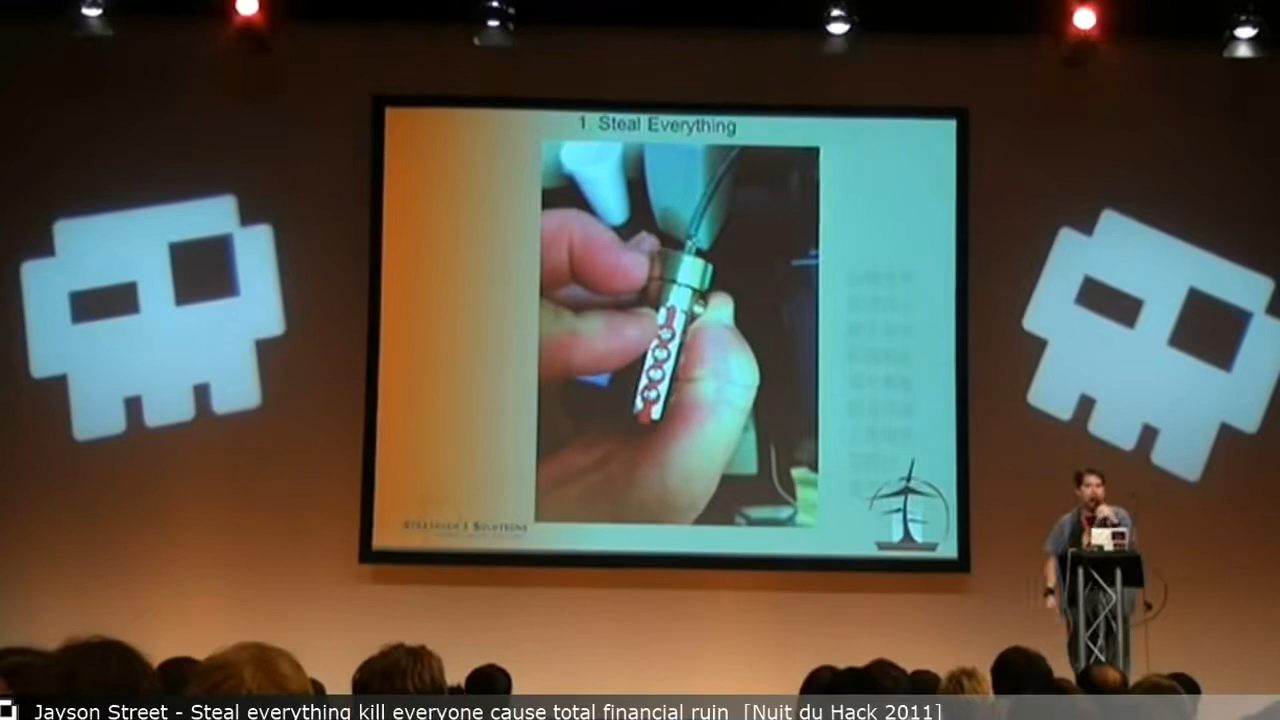 1. Steal Everything
Jayson Street - Steal everything kill everyone cause total financial ruin [Nuit du Hack 2011]